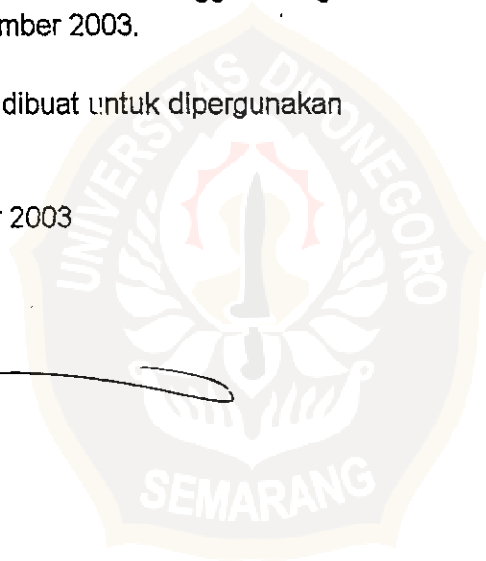 mber 2003.
dibuat untuk dipergunakan
2003
UNIVERSITAS DIPONEGORO
SEMARANG